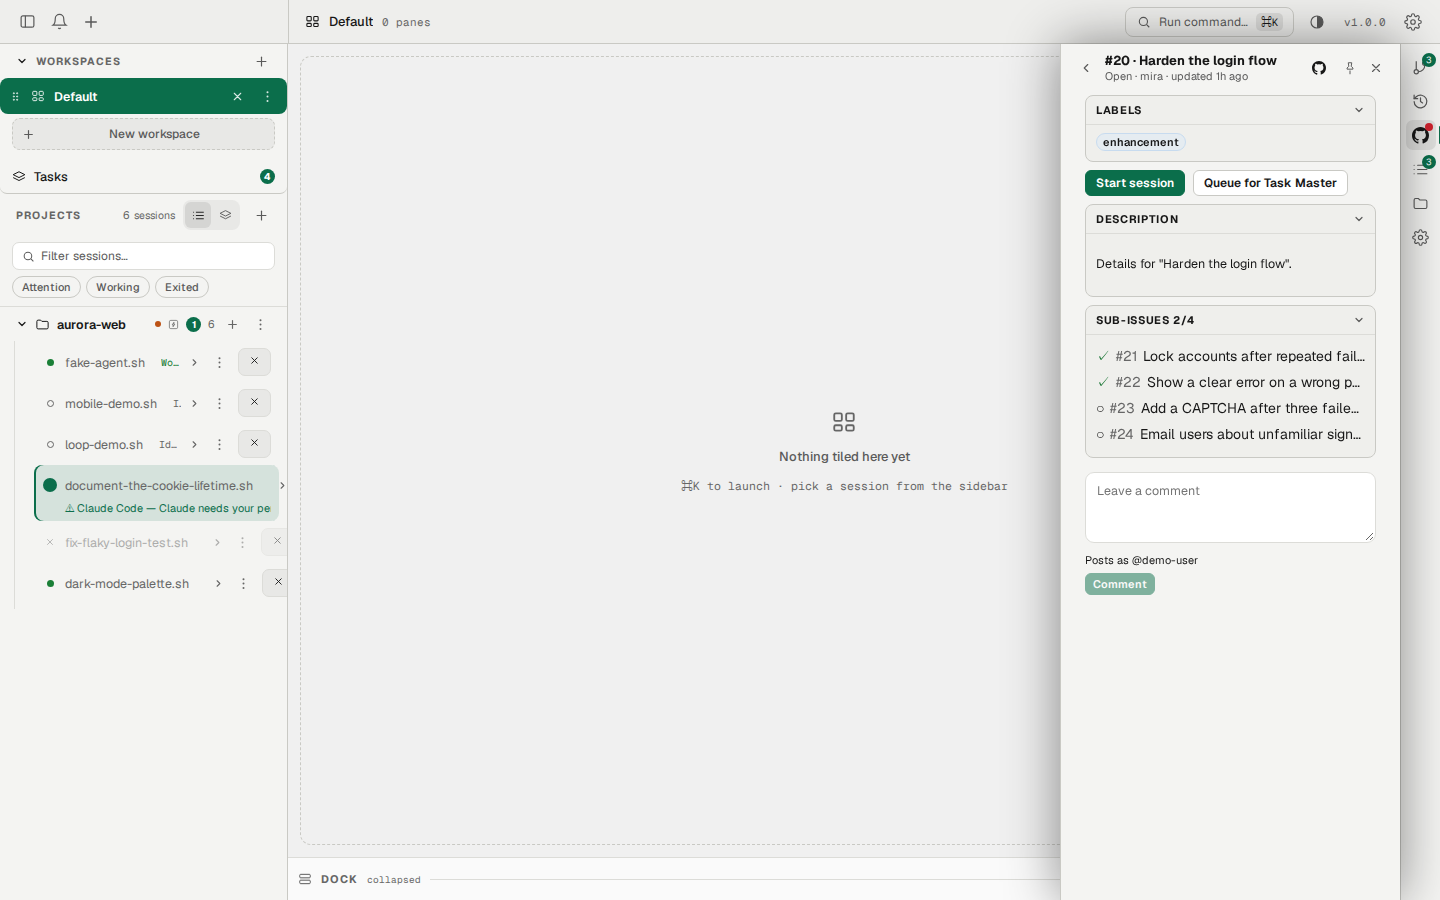 Default 0 panes
Run command... ⌘K
v1.0.0
WORKSPACES
Default
New workspace
Tasks 4
PROJECTS 6 sessions
Filter sessions...
Attention Working Exited
aurora-web 1 6
fake-agent.sh Wo...
mobile-demo.sh I.
loop-demo.sh Id...
document-the-cookie-lifetime.sh
⚠ Claude Code — Claude needs your pe
fix-flaky-login-test.sh
dark-mode-palette.sh
Nothing tiled here yet
⌘K to launch · pick a session from the sidebar
DOCK collapsed
#20 · Harden the login flow
Open · mira · updated 1h ago
LABELS
enhancement
Start session Queue for Task Master
DESCRIPTION
Details for "Harden the login flow".
SUB-ISSUES 2/4
✓ #21 Lock accounts after repeated fail...
✓ #22 Show a clear error on a wrong p...
○ #23 Add a CAPTCHA after three faile...
○ #24 Email users about unfamiliar sign...
Leave a comment
Posts as @demo-user
Comment
3
3